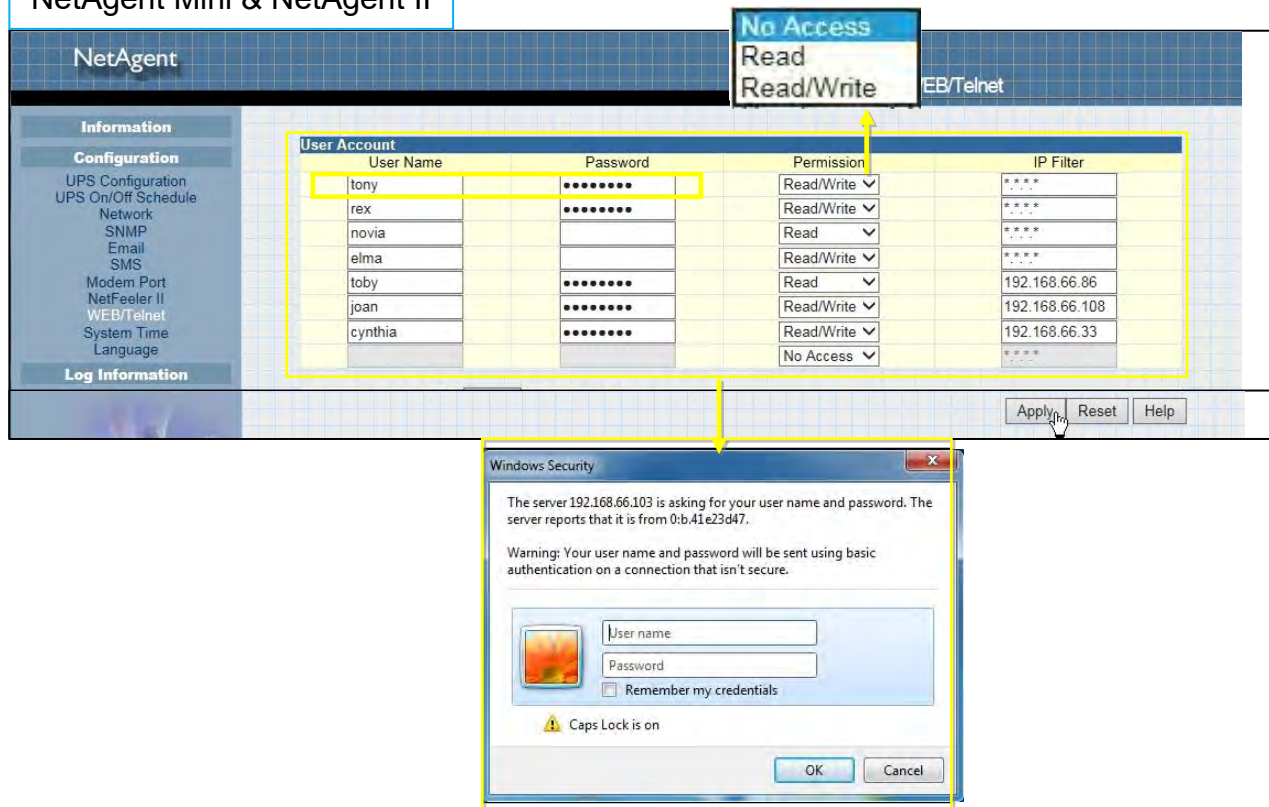 NetAgent Mini & NetAgent II
No Access
Read
Read/Write
NetAgent
EB/Telnet
Information
Configuration
UPS Configuration
UPS On/Off Schedule
Network
SNMP
Email
SMS
Modem Port
NetFeeler II
WEB/Telnet
System Time
Language
Log Information
User Account
User Name Password Permission IP Filter
tony •••••••• Read/Write *.*.*.*
rex •••••••• Read/Write *.*.*.*
novia Read *.*.*.*
elma Read/Write *.*.*.*
toby •••••••• Read 192.168.66.86
joan •••••••• Read/Write 192.168.66.108
cynthia •••••••• Read/Write 192.168.66.33
No Access *.*.*.*
Apply Reset Help
Windows Security
The server 192.168.66.103 is asking for your user name and password. The
server reports that it is from 0:b.41e23d47.
Warning: Your user name and password will be sent using basic
authentication on a connection that isn't secure.
User name
Password
Remember my credentials
Caps Lock is on
OK Cancel